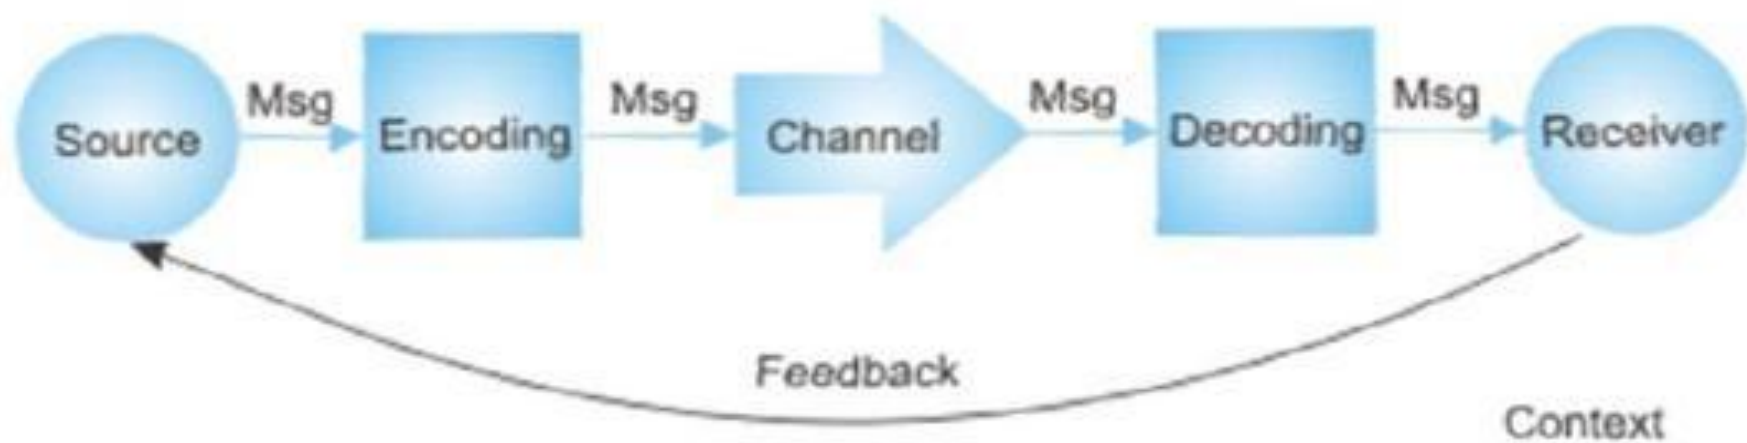 Source
Msg
Encoding
Msg
Channel
Msg
Decoding
Msg
Receiver
Feedback
Context